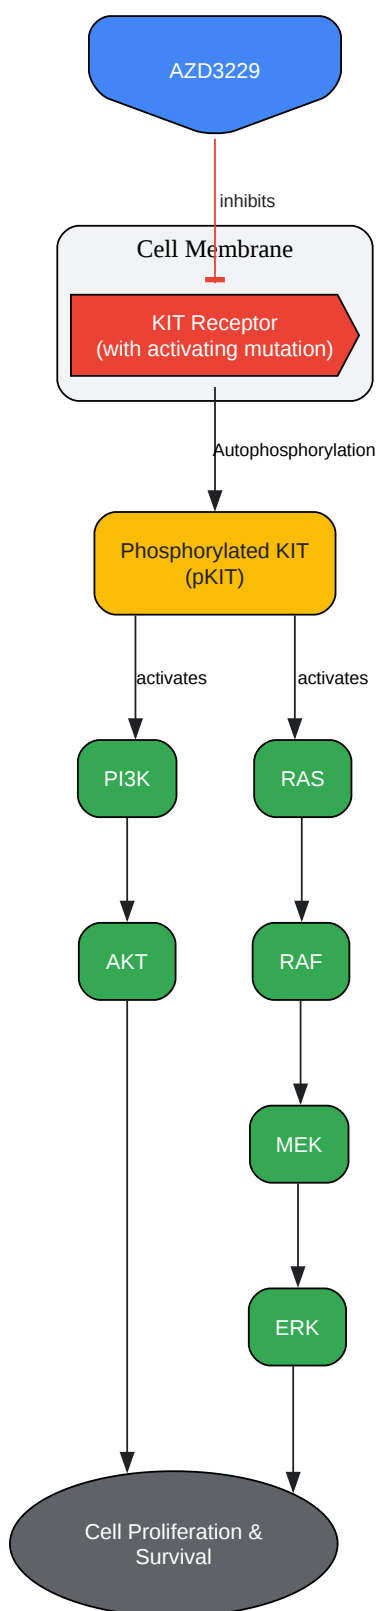 AZD3229
inhibits
Cell Membrane
KIT Receptor
(with activating mutation)
Autophosphorylation
Phosphorylated KIT
(pKIT)
activates
activates
PI3K
RAS
AKT
RAF
MEK
ERK
Cell Proliferation &
Survival